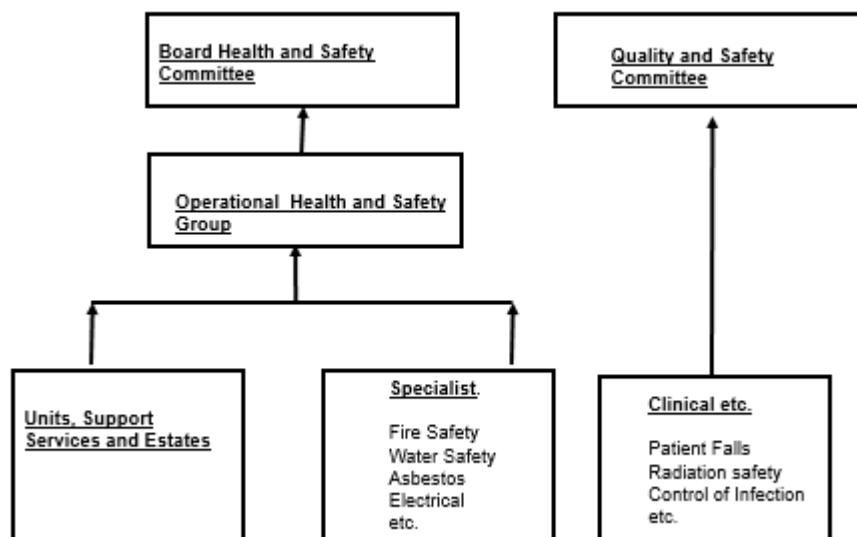 Board Health and Safety
Committee
Quality and Safety
Committee
Operational Health and Safety
Group
Units, Support
Services and Estates
Specialist.
Fire Safety
Water Safety
Asbestos
Electrical
etc.
Clinical etc.
Patient Falls
Radiation safety
Control of Infection
etc.